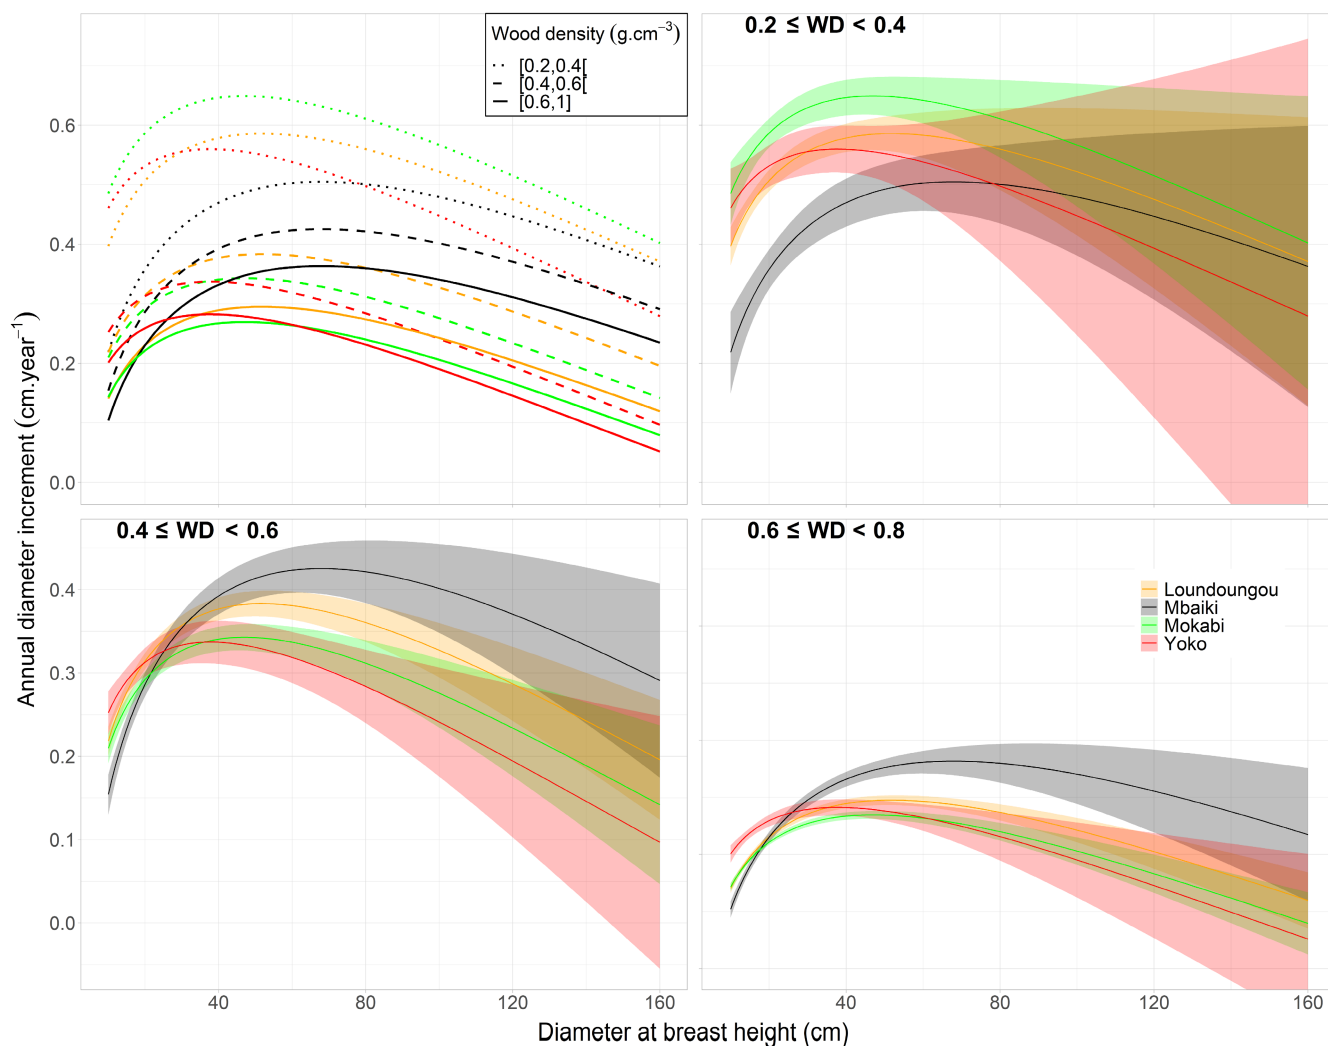 Wood density (g.cm−3)
[0.2,0.4[
[0.4,0.6[
[0.6,1]
0.2 ≤ WD < 0.4
0.6
0.4
0.2
0.0
0.4 ≤ WD < 0.6
0.6 ≤ WD < 0.8
0.4
0.3
0.2
0.1
0.0
Loundoungou
Mbaiki
Mokabi
Yoko
40
80
120
160
40
80
120
160
Annual diameter increment (cm.year−1)
Diameter at breast height (cm)